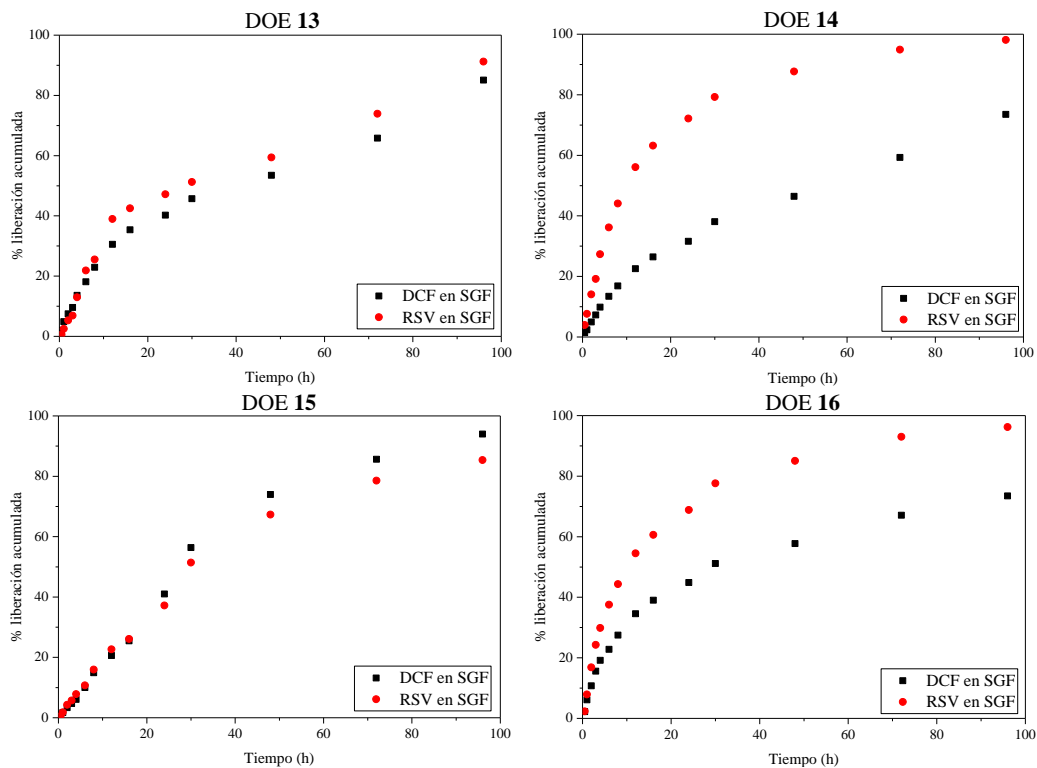 DOE 13
% liberación acumulada
100
80
60
40
20
0
DCF en SGF
RSV en SGF
0 20 40 60 80 100
Tiempo (h)
DOE 14
% liberación acumulada
100
80
60
40
20
0
DCF en SGF
RSV en SGF
0 20 40 60 80 100
Tiempo (h)
DOE 15
% liberación acumulada
100
80
60
40
20
0
DCF en SGF
RSV en SGF
0 20 40 60 80 100
Tiempo (h)
DOE 16
% liberación acumulada
100
80
60
40
20
0
DCF en SGF
RSV en SGF
0 20 40 60 80 100
Tiempo (h)